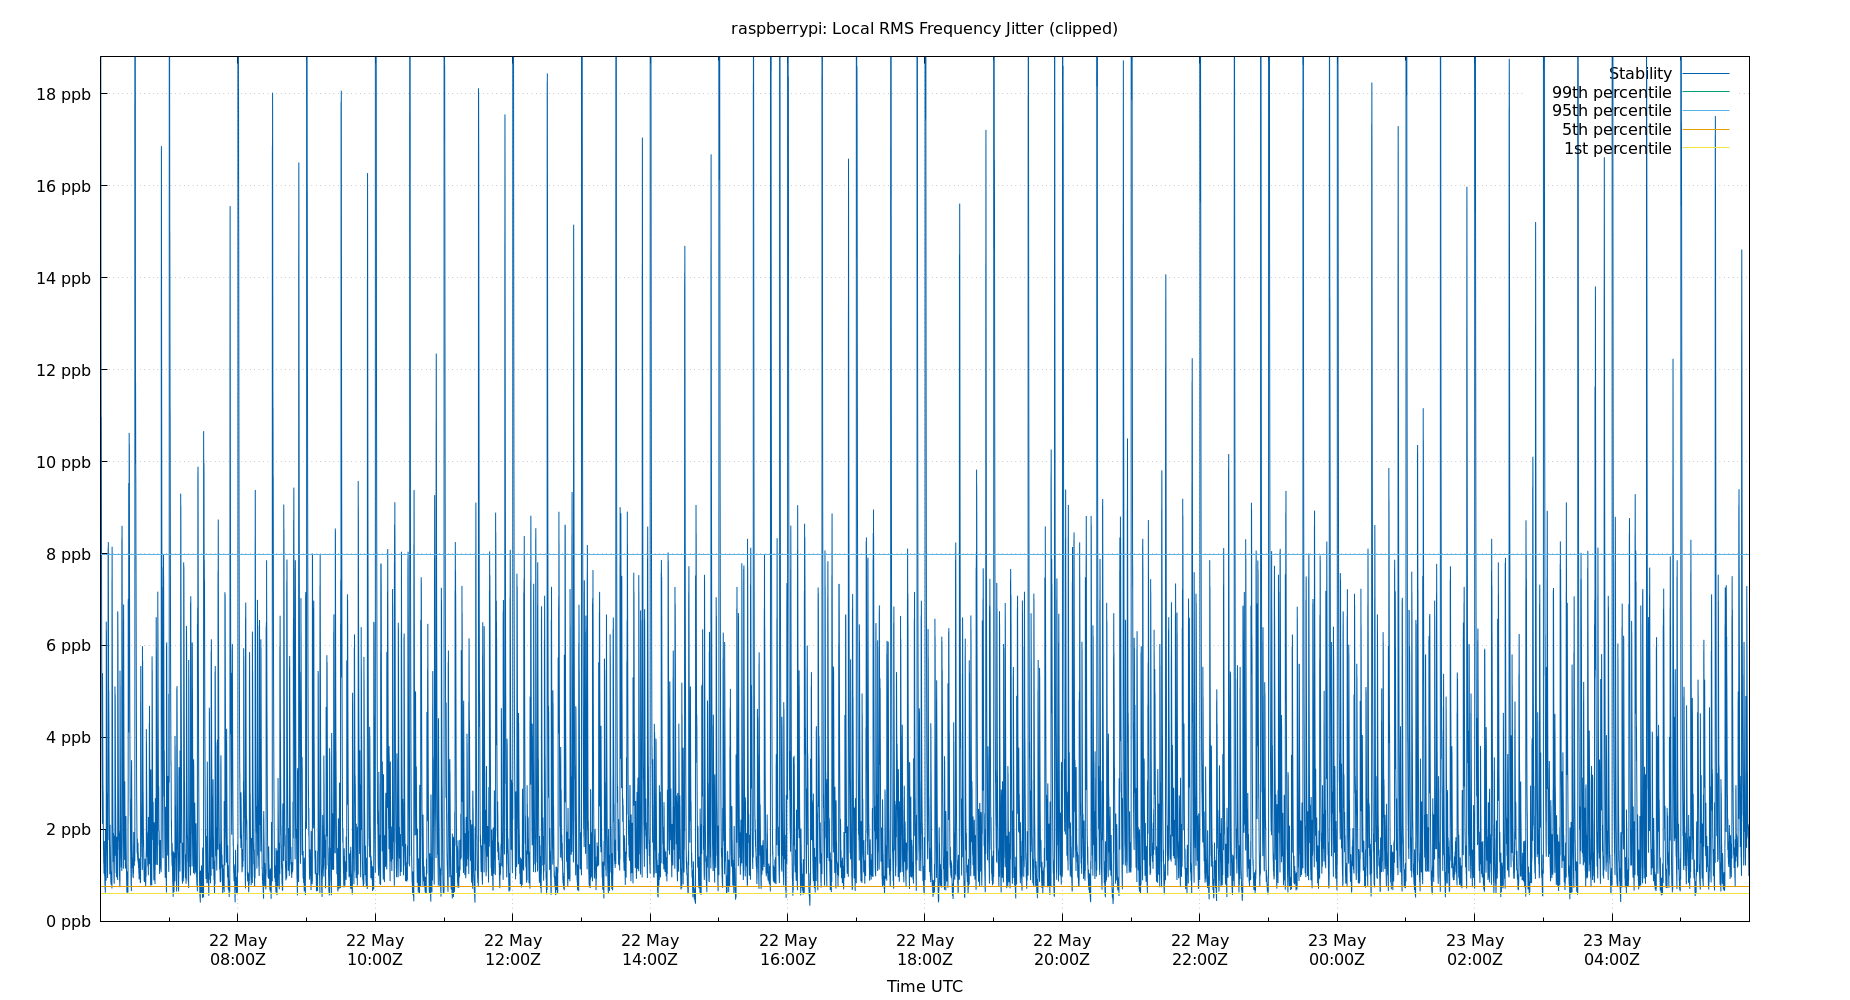 raspberrypi: Local RMS Frequency Jitter (clipped)
Stability
99th percentile
95th percentile
5th percentile
1st percentile
18 ppb
16 ppb
14 ppb
12 ppb
10 ppb
8 ppb
6 ppb
4 ppb
2 ppb
0 ppb
22 May 22 May 22 May 22 May 22 May 22 May 22 May 22 May 23 May 23 May 23 May
08:00Z 10:00Z 12:00Z 14:00Z 16:00Z 18:00Z 20:00Z 22:00Z 00:00Z 02:00Z 04:00Z
Time UTC